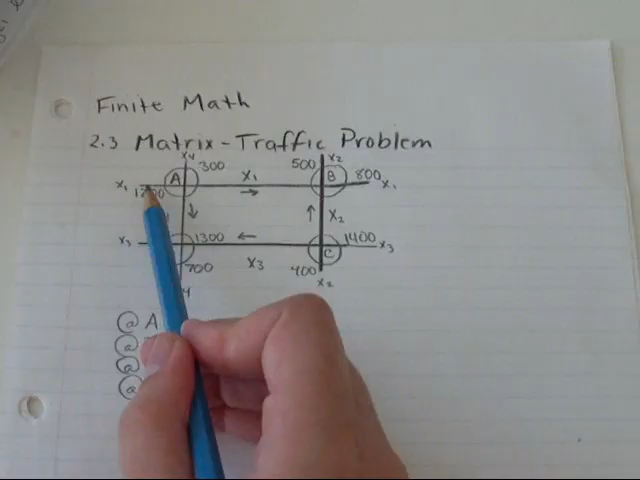 Finite Math
2.3 Matrix-Traffic Problem
x4 300 500 x2
x1 A x1 B 800 x1
x2
x3 1300 1400 x3
700 x3 400 C
x2
4
@ A
@
@
@